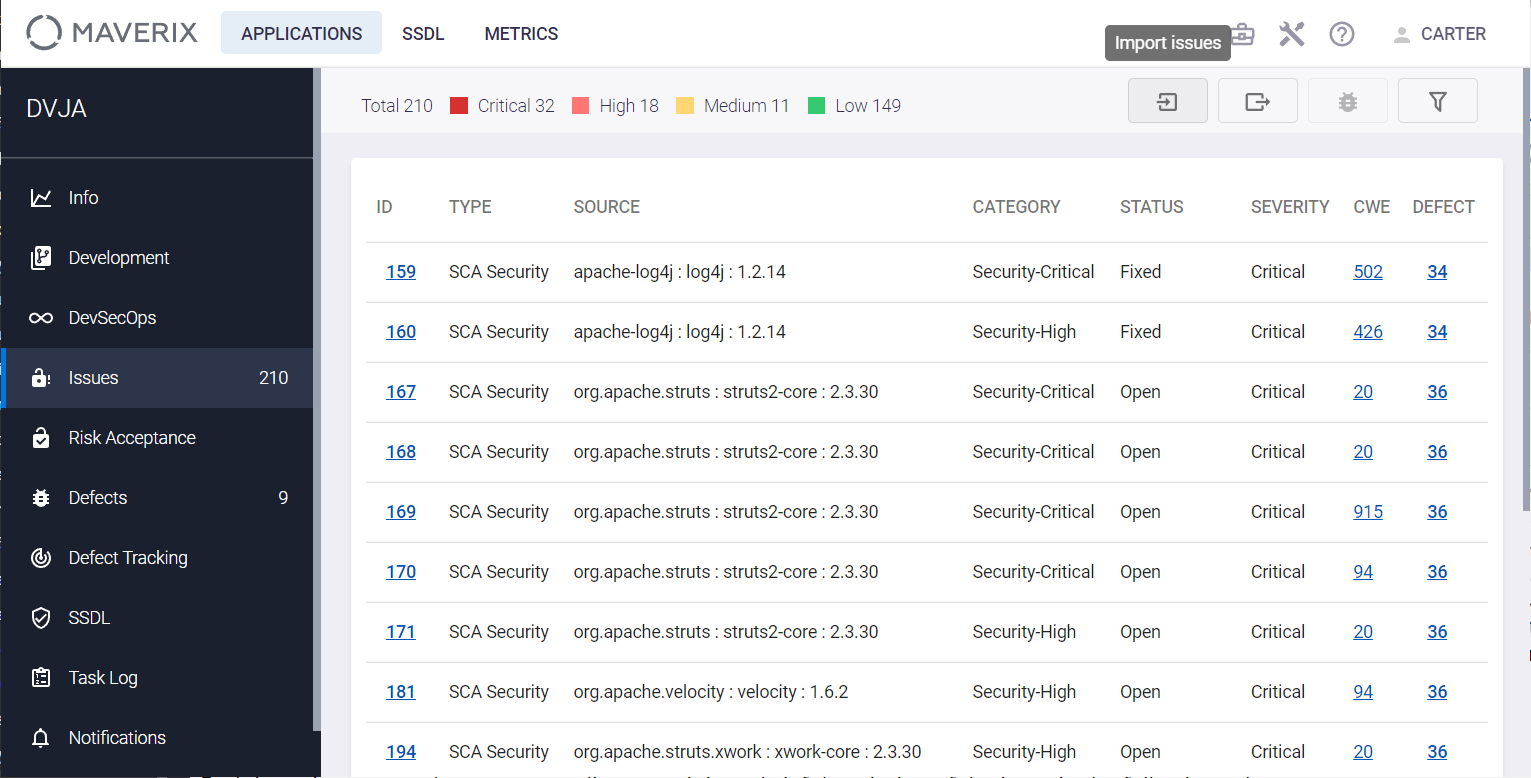 MAVERIX APPLICATIONS SSDL METRICS Import issues CARTER
DVJA
Total 210 Critical 32 High 18 Medium 11 Low 149
Info
Development
DevSecOps
Issues 210
Risk Acceptance
Defects 9
Defect Tracking
SSDL
Task Log
Notifications
ID TYPE SOURCE CATEGORY STATUS SEVERITY CWE DEFECT
159 SCA Security apache-log4j : log4j : 1.2.14 Security-Critical Fixed Critical 502 34
160 SCA Security apache-log4j : log4j : 1.2.14 Security-High Fixed Critical 426 34
167 SCA Security org.apache.struts : struts2-core : 2.3.30 Security-Critical Open Critical 20 36
168 SCA Security org.apache.struts : struts2-core : 2.3.30 Security-Critical Open Critical 20 36
169 SCA Security org.apache.struts : struts2-core : 2.3.30 Security-Critical Open Critical 915 36
170 SCA Security org.apache.struts : struts2-core : 2.3.30 Security-Critical Open Critical 94 36
171 SCA Security org.apache.struts : struts2-core : 2.3.30 Security-High Open Critical 20 36
181 SCA Security org.apache.velocity : velocity : 1.6.2 Security-High Open Critical 94 36
194 SCA Security org.apache.struts.xwork : xwork-core : 2.3.30 Security-High Open Critical 20 36